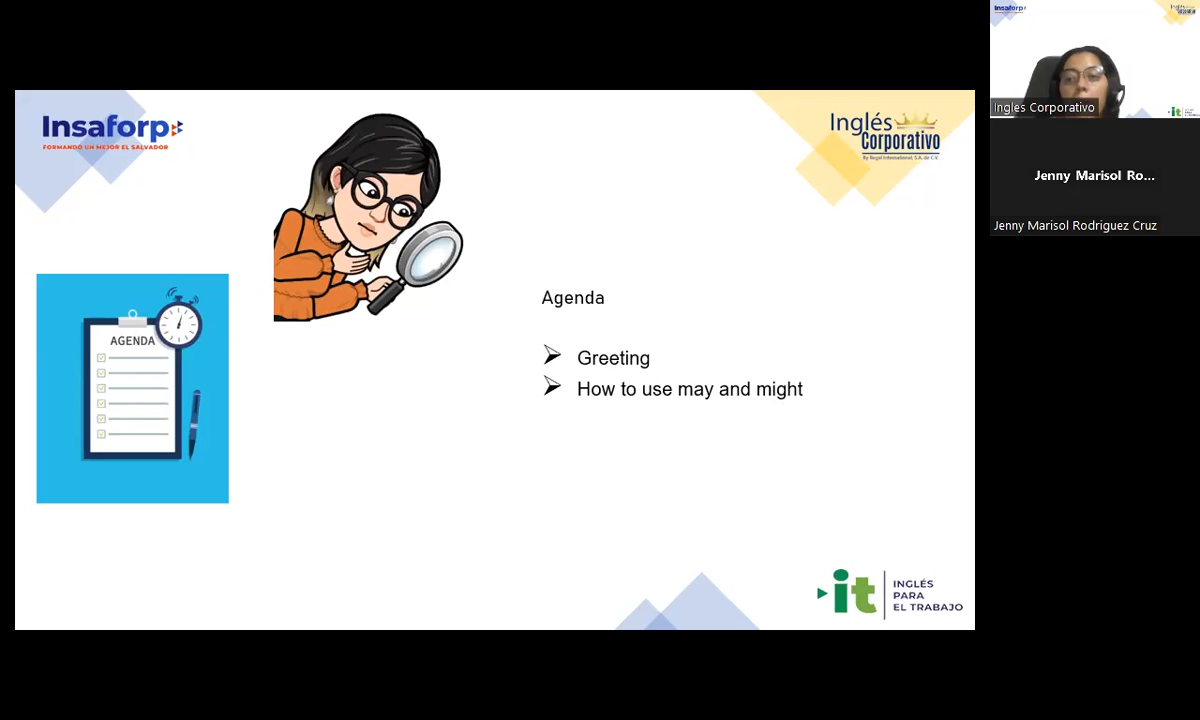 Insaforp
FORMANDO UN MEJOR EL SALVADOR
Inglés
Corporativo
By Regal International, S.A. de C.V.
AGENDA
Agenda
Greeting
How to use may and might
it
INGLÉS
PARA
EL TRABAJO
Insaforp
Ingles Corporativo
Jenny Marisol Ro...
Jenny Marisol Rodriguez Cruz